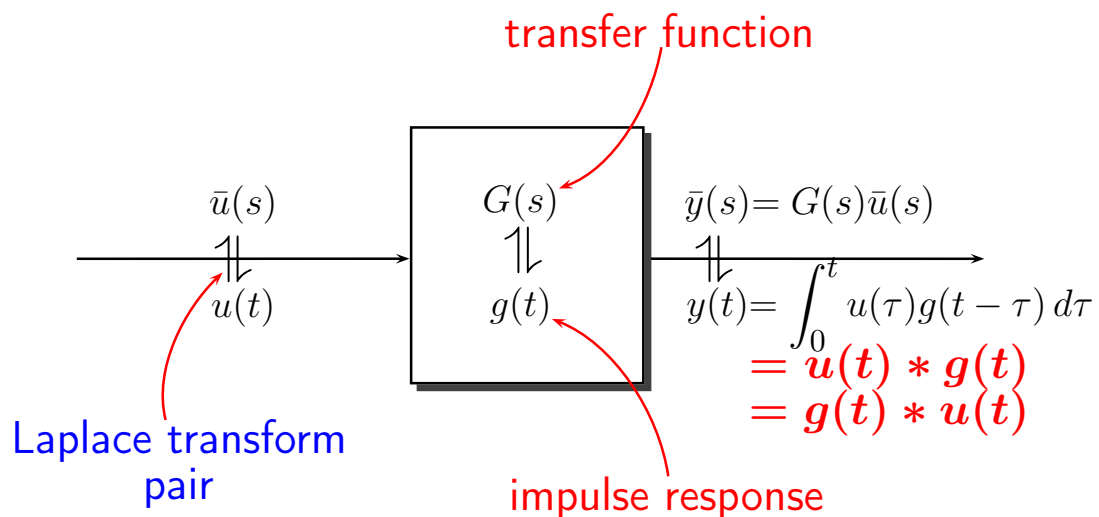 transfer function
ū(s)
G(s)
ȳ(s)= G(s)ū(s)
⥮
⥮
⥮
u(t)
g(t)
y(t)= ∫₀ᵗ u(τ)g(t − τ) dτ
= u(t) ∗ g(t)
= g(t) ∗ u(t)
Laplace transform
pair
impulse response